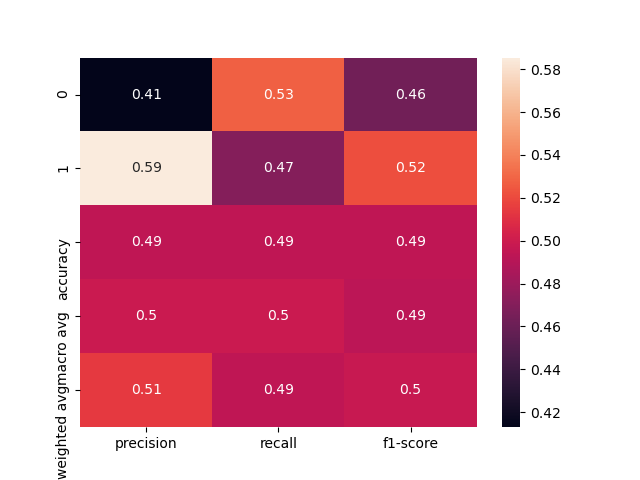 0 0.41 0.53 0.46
1 0.59 0.47 0.52
accuracy 0.49 0.49 0.49
macro avg 0.5 0.5 0.49
weighted avg 0.51 0.49 0.5
precision recall f1-score
0.58
0.56
0.54
0.52
0.50
0.48
0.46
0.44
0.42